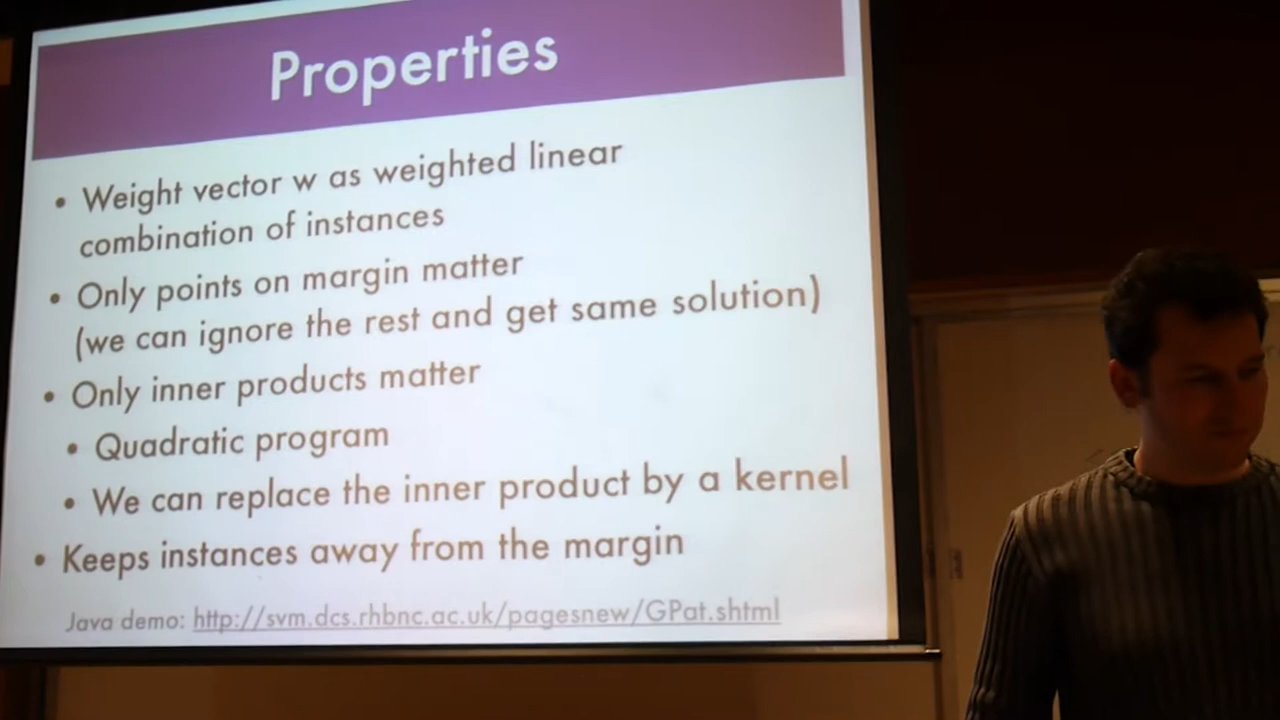 Properties
• Weight vector w as weighted linear
combination of instances
• Only points on margin matter
(we can ignore the rest and get same solution)
• Only inner products matter
• Quadratic program
• We can replace the inner product by a kernel
• Keeps instances away from the margin
Java demo: http://svm.dcs.rhbnc.ac.uk/pagesnew/GPat.shtml